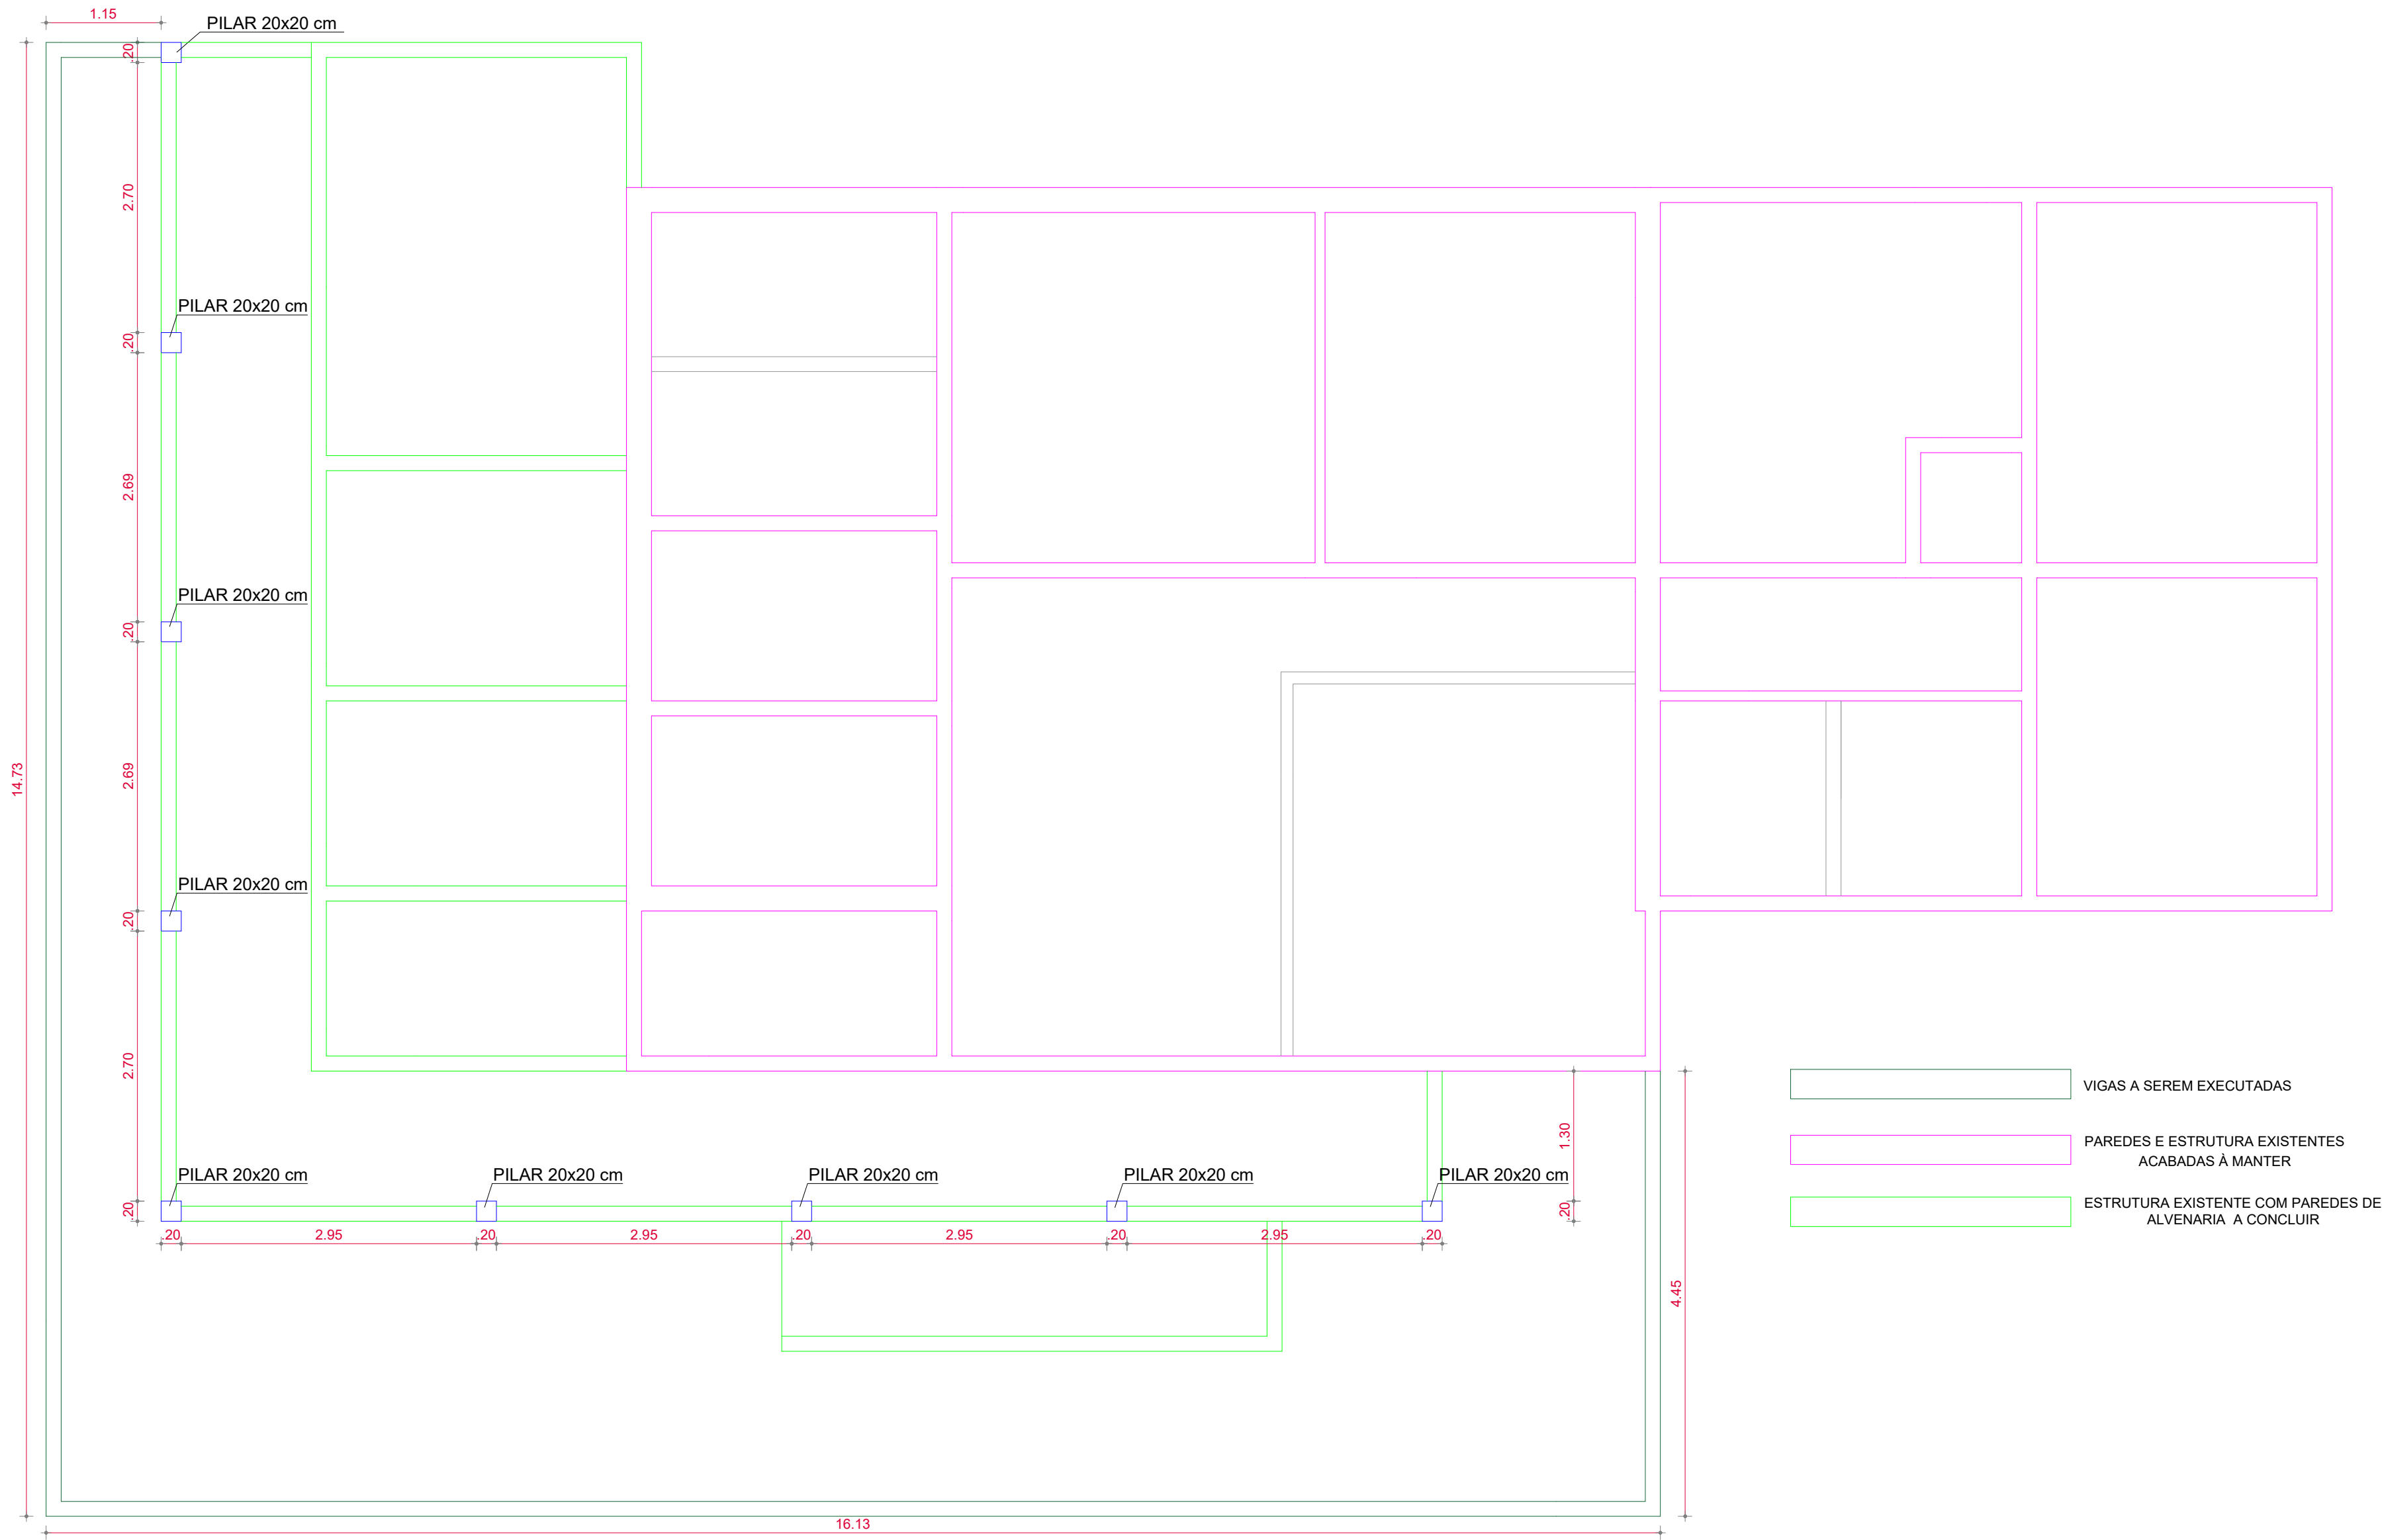 1.15
PILAR 20x20 cm
.20
2.70
PILAR 20x20 cm
.20
2.69
PILAR 20x20 cm
.20
14.73
2.69
PILAR 20x20 cm
.20
2.70
VIGAS A SEREM EXECUTADAS
1.30
PAREDES E ESTRUTURA EXISTENTES
ACABADAS À MANTER
PILAR 20x20 cm
PILAR 20x20 cm
PILAR 20x20 cm
PILAR 20x20 cm
PILAR 20x20 cm
.20
.20
ESTRUTURA EXISTENTE COM PAREDES DE
ALVENARIA A CONCLUIR
.20
2.95
.20
2.95
.20
2.95
.20
2.95
.20
4.45
16.13